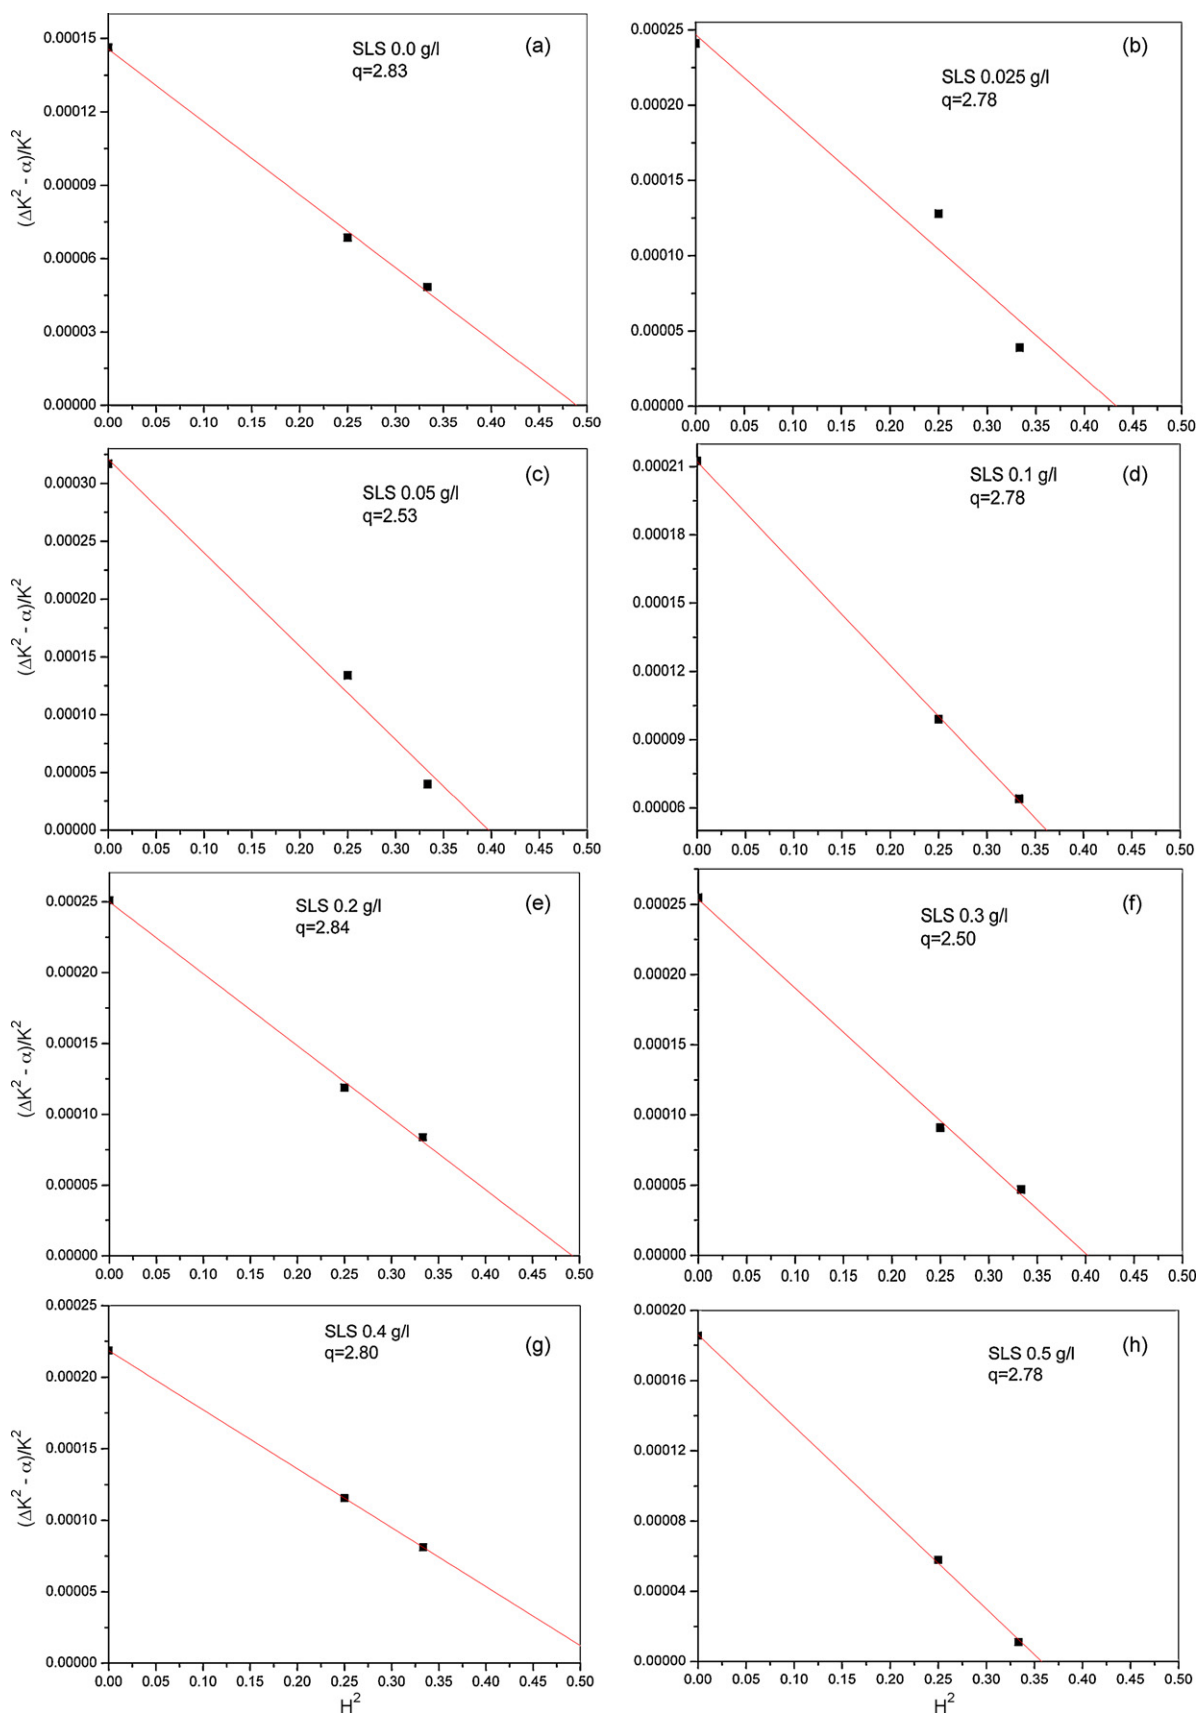 SLS 0.0 g/l
q=2.83
(a)
0.00015
0.00012
0.00009
0.00006
0.00003
0.00000
(ΔK² - α)/K²
0.00 0.05 0.10 0.15 0.20 0.25 0.30 0.35 0.40 0.45 0.50
SLS 0.025 g/l
q=2.78
(b)
0.00025
0.00020
0.00015
0.00010
0.00005
0.00000
0.00 0.05 0.10 0.15 0.20 0.25 0.30 0.35 0.40 0.45 0.50
SLS 0.05 g/l
q=2.53
(c)
0.00030
0.00025
0.00020
0.00015
0.00010
0.00005
0.00000
(ΔK² - α)/K²
0.00 0.05 0.10 0.15 0.20 0.25 0.30 0.35 0.40 0.45 0.50
SLS 0.1 g/l
q=2.78
(d)
0.00021
0.00018
0.00015
0.00012
0.00009
0.00006
0.00 0.05 0.10 0.15 0.20 0.25 0.30 0.35 0.40 0.45 0.50
SLS 0.2 g/l
q=2.84
(e)
0.00025
0.00020
0.00015
0.00010
0.00005
0.00000
(ΔK² - α)/K²
0.00 0.05 0.10 0.15 0.20 0.25 0.30 0.35 0.40 0.45 0.50
SLS 0.3 g/l
q=2.50
(f)
0.00025
0.00020
0.00015
0.00010
0.00005
0.00000
0.00 0.05 0.10 0.15 0.20 0.25 0.30 0.35 0.40 0.45 0.50
SLS 0.4 g/l
q=2.80
(g)
0.00025
0.00020
0.00015
0.00010
0.00005
0.00000
(ΔK² - α)/K²
0.00 0.05 0.10 0.15 0.20 0.25 0.30 0.35 0.40 0.45 0.50
H²
SLS 0.5 g/l
q=2.78
(h)
0.00020
0.00016
0.00012
0.00008
0.00004
0.00000
0.00 0.05 0.10 0.15 0.20 0.25 0.30 0.35 0.40 0.45 0.50
H²